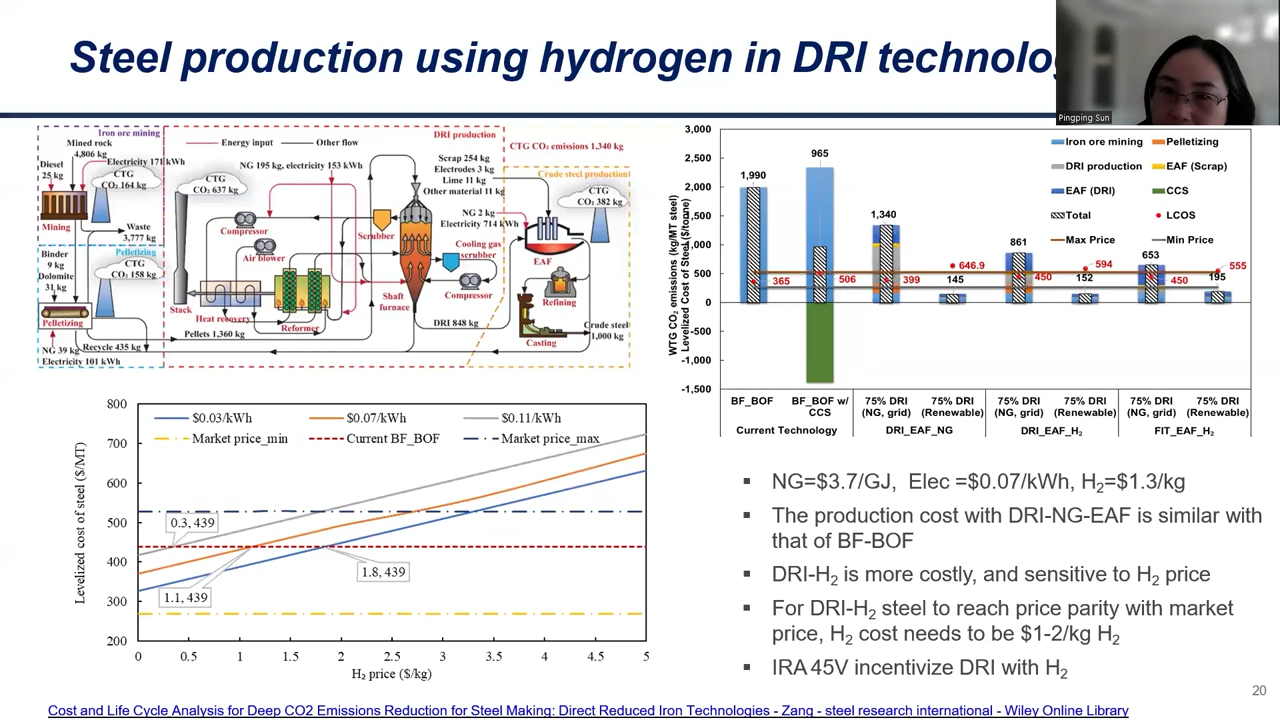 Steel production using hydrogen in DRI technolo
Pingping Sun
Iron ore mining
Mined rock
4,806 kg
Diesel
25 kg
Electricity 171 kWh
CTG
CO₂ 164 kg
Mining
Waste
3,777 kg
Pelletizing
Binder
9 kg
Dolomite
31 kg
CTG
CO₂ 158 kg
Pelletizing
NG 39 kg
Electricity 101 kWh
Recycle 435 kg
DRI production
Energy input
Other flow
NG 195 kg, electricity 153 kWh
CTG
CO₂ 637 kg
Compressor
Air blower
Scrubber
Stack
Heat recovery
Reformer
Shaft
furnace
Pellets 1,360 kg
Cooling gas
scrubber
Compressor
DRI 848 kg
Scrap 254 kg
Electrodes 3 kg
Lime 11 kg
Other material 11 kg
NG 2 kg
Electricity 714 kWh
CTG CO₂ emissions 1,340 kg
Crude steel production
CTG
CO₂ 382 kg
EAF
Refining
Casting
Crude steel
1,000 kg
WTG CO₂ emissions (kg/MT steel)
Levelized Cost of Steel ($/tonne)
3,000
2,500
2,000
1,500
1,000
500
0
-500
-1,000
-1,500
Iron ore mining
Pelletizing
DRI production
EAF (Scrap)
EAF (DRI)
CCS
Total
LCOS
Max Price
Min Price
1,990
965
1,340
145
861
152
653
195
365
506
399
646.9
450
594
450
555
BF_BOF
BF_BOF w/
CCS
75% DRI
(NG, grid)
75% DRI
(Renewable)
75% DRI
(NG, grid)
75% DRI
(Renewable)
75% DRI
(NG, grid)
75% DRI
(Renewable)
Current Technology
DRI_EAF_NG
DRI_EAF_H₂
FIT_EAF_H₂
Levelized cost of steel ($/MT)
800
700
600
500
400
300
200
$0.03/kWh
$0.07/kWh
$0.11/kWh
Market price_min
Current BF_BOF
Market price_max
0.3, 439
1.1, 439
1.8, 439
0 0.5 1 1.5 2 2.5 3 3.5 4 4.5 5
H₂ price ($/kg)
▪ NG=$3.7/GJ, Elec =$0.07/kWh, H₂=$1.3/kg
▪ The production cost with DRI-NG-EAF is similar with
that of BF-BOF
▪ DRI-H₂ is more costly, and sensitive to H₂ price
▪ For DRI-H₂ steel to reach price parity with market
price, H₂ cost needs to be $1-2/kg H₂
▪ IRA 45V incentivize DRI with H₂
20
Cost and Life Cycle Analysis for Deep CO2 Emissions Reduction for Steel Making: Direct Reduced Iron Technologies - Zang - steel research international - Wiley Online Library